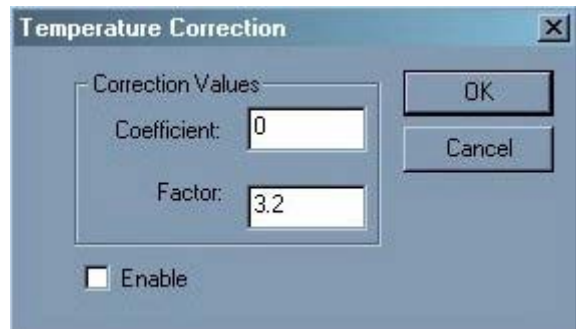 Temperature Correction
Correction Values
Coefficient: 0
Factor: 3.2
Enable
OK
Cancel